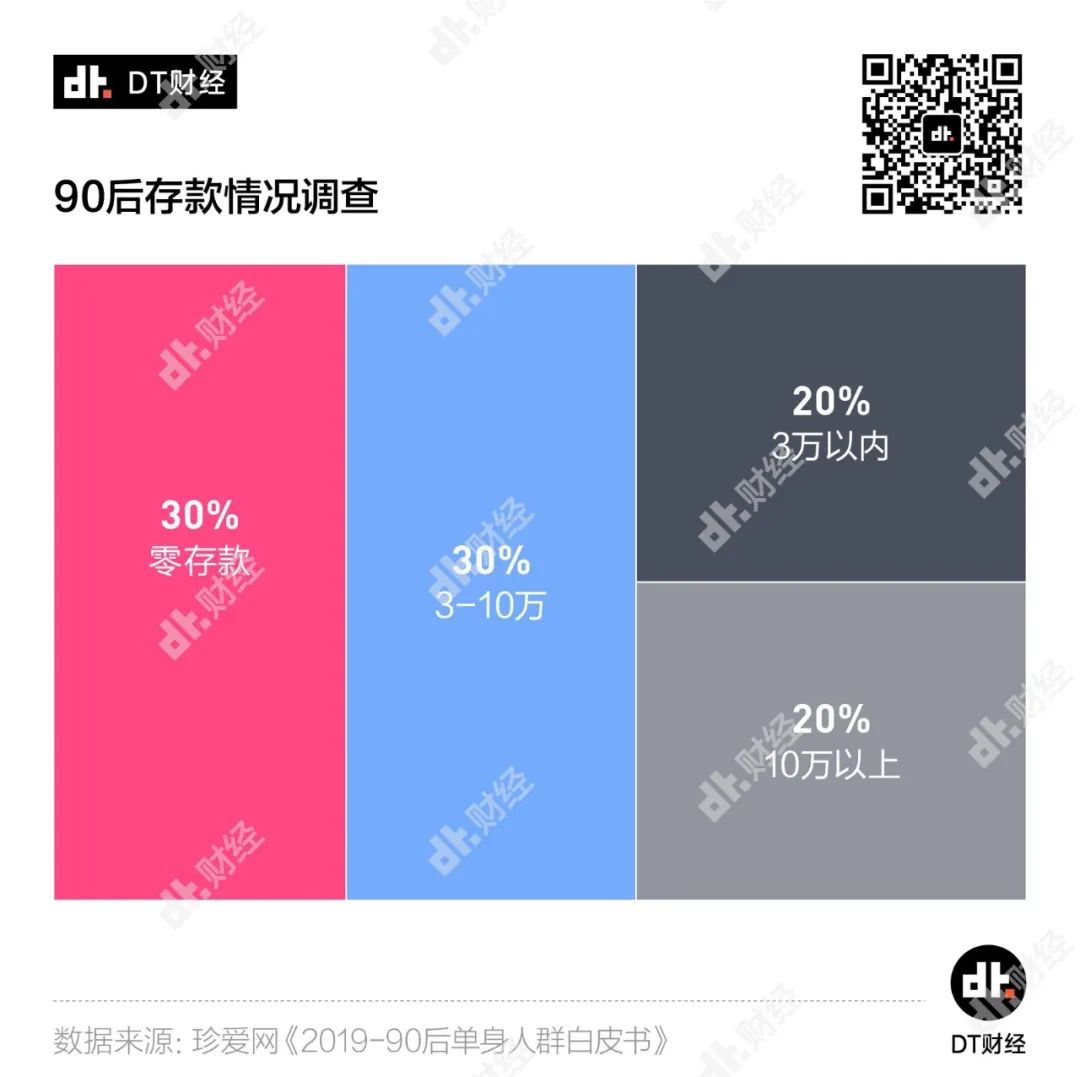 dt. DT财经
90后存款情况调查
30%
零存款
30%
3-10万
20%
3万以内
20%
10万以上
数据来源: 珍爱网《2019-90后单身人群白皮书》
dt.
DT财经